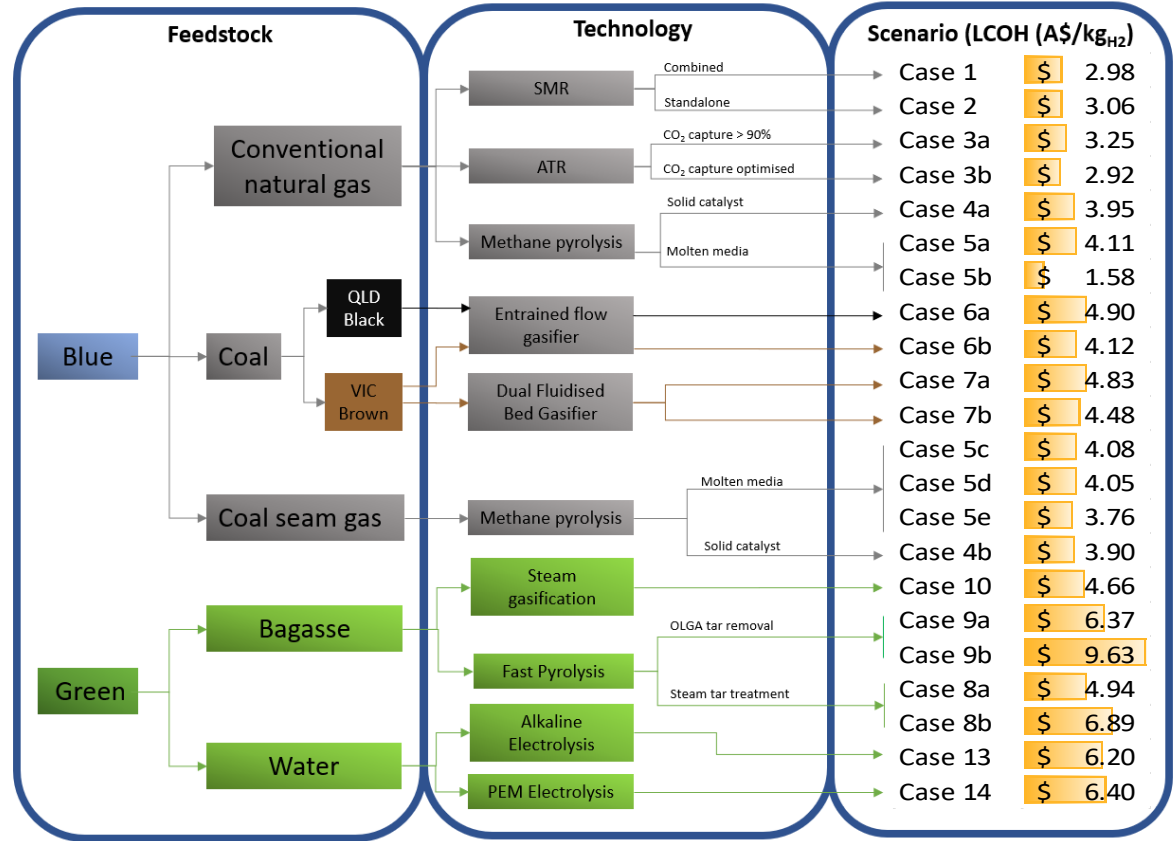 Feedstock
Technology
Scenario (LCOH (A$/kgH2)
Blue
Green
Conventional
natural gas
Coal
QLD
Black
VIC
Brown
Coal seam gas
Bagasse
Water
SMR
Combined
Standalone
ATR
CO2 capture > 90%
CO2 capture optimised
Methane pyrolysis
Solid catalyst
Molten media
Entrained flow
gasifier
Dual Fluidised
Bed Gasifier
Methane pyrolysis
Molten media
Solid catalyst
Steam
gasification
Fast Pyrolysis
OLGA tar removal
Steam tar treatment
Alkaline
Electrolysis
PEM Electrolysis
Case 1 $ 2.98
Case 2 $ 3.06
Case 3a $ 3.25
Case 3b $ 2.92
Case 4a $ 3.95
Case 5a $ 4.11
Case 5b $ 1.58
Case 6a $ 4.90
Case 6b $ 4.12
Case 7a $ 4.83
Case 7b $ 4.48
Case 5c $ 4.08
Case 5d $ 4.05
Case 5e $ 3.76
Case 4b $ 3.90
Case 10 $ 4.66
Case 9a $ 6.37
Case 9b $ 9.63
Case 8a $ 4.94
Case 8b $ 6.89
Case 13 $ 6.20
Case 14 $ 6.40